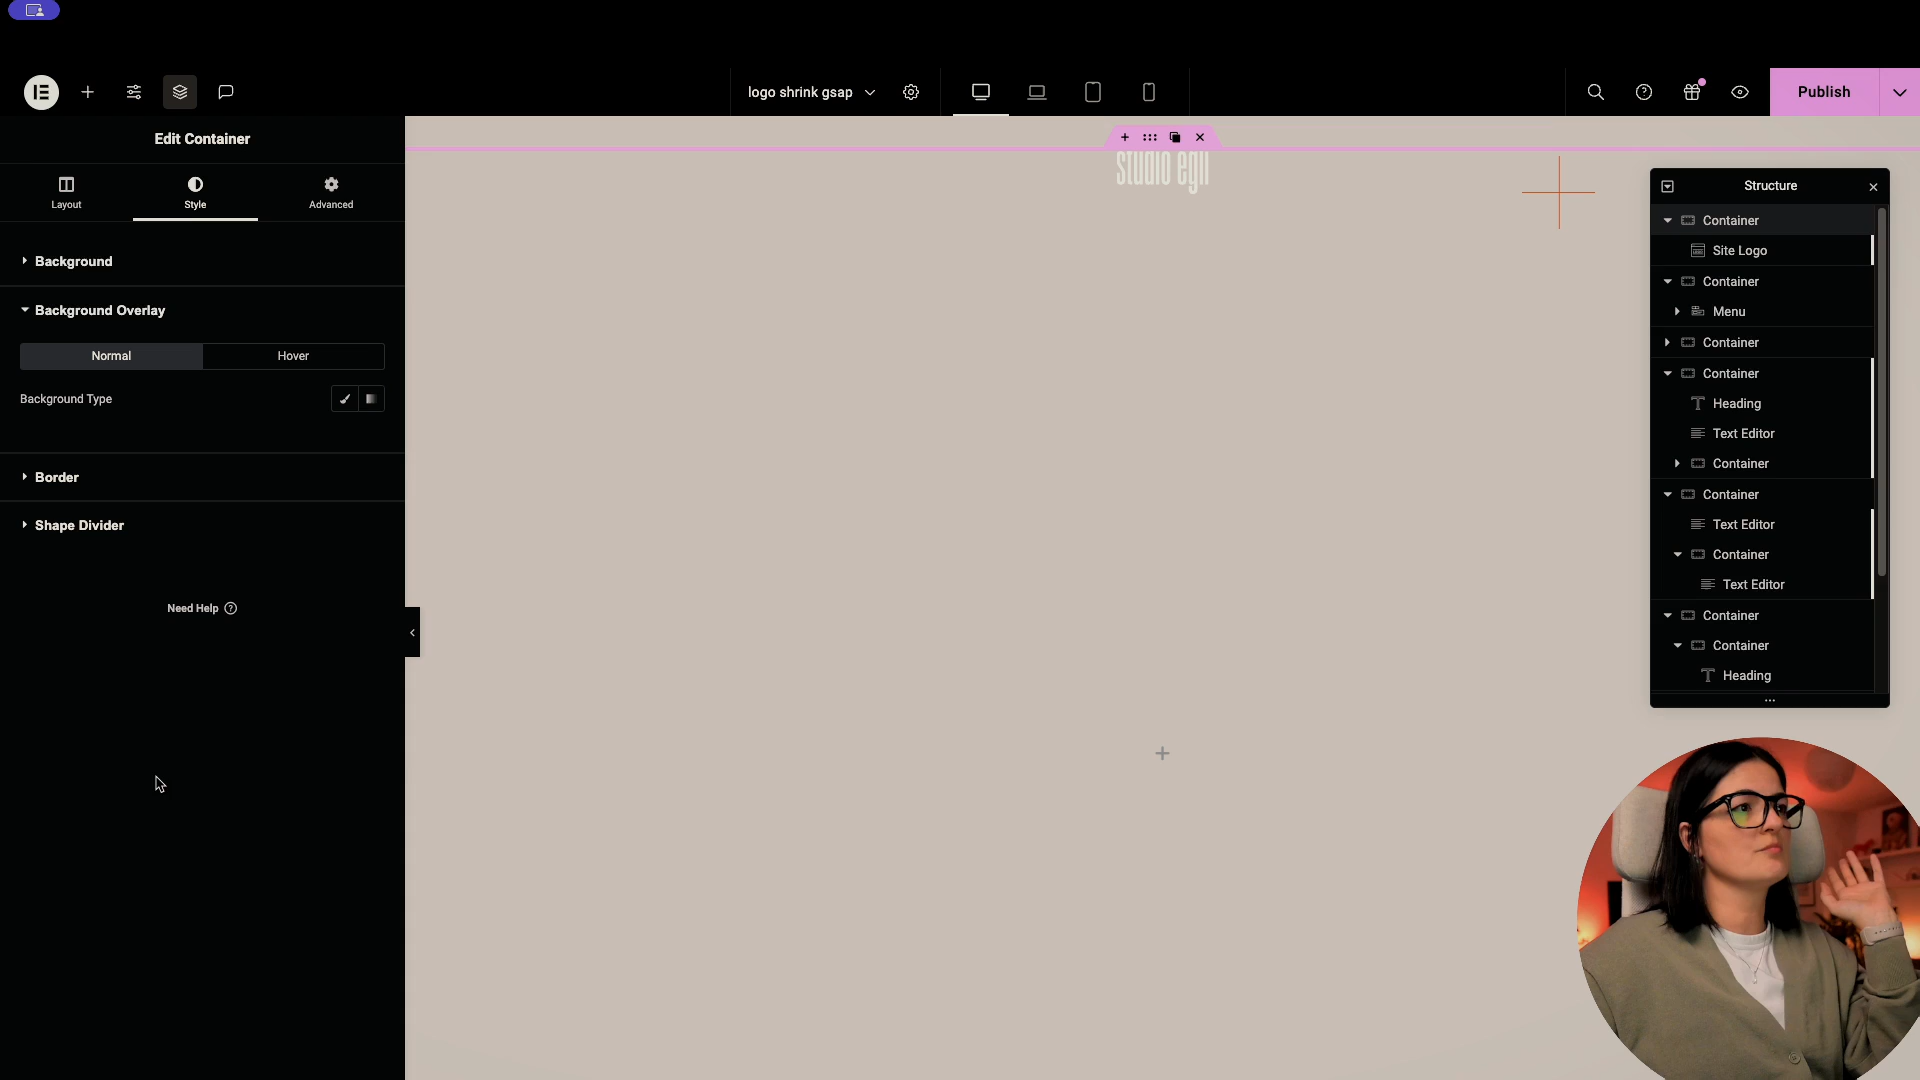 logo shrink gsap
Publish
Edit Container
Layout
Style
Advanced
Background
Background Overlay
Normal
Hover
Background Type
Border
Shape Divider
Need Help
studio egil
Structure
Container
Site Logo
Container
Menu
Container
Container
Heading
Text Editor
Container
Container
Text Editor
Container
Text Editor
Container
Container
Heading